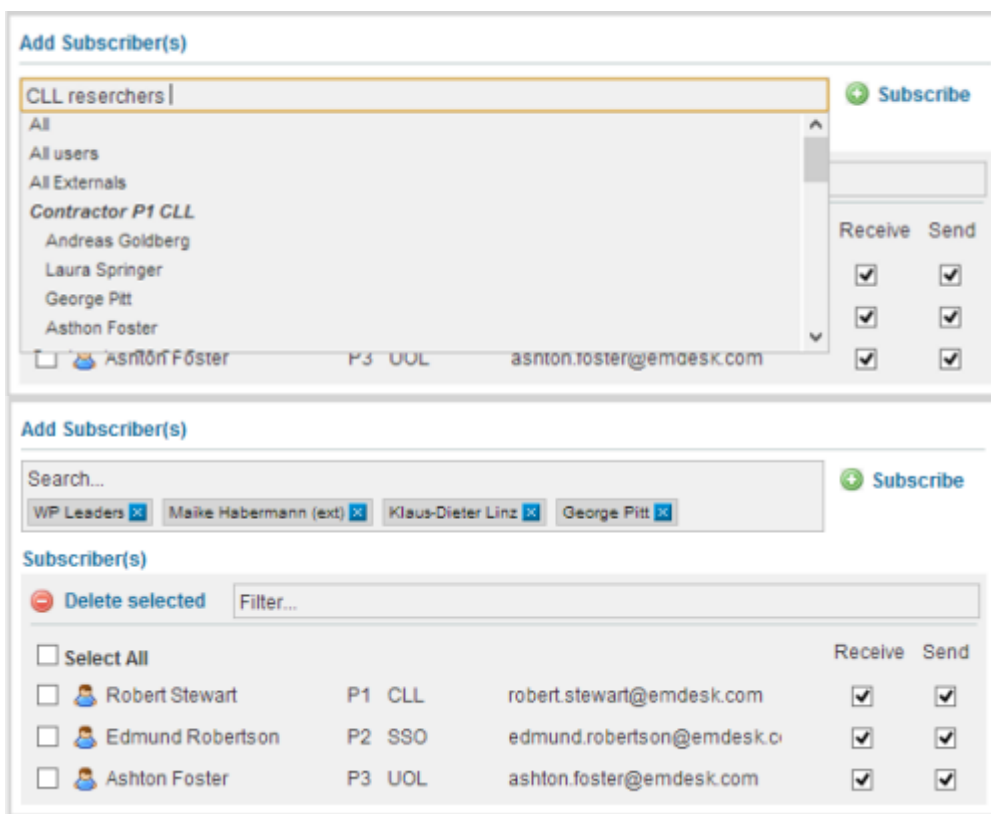 Add Subscriber(s)
CLL reserchers
Subscribe
All
All users
All Externals
Contractor P1 CLL
Andreas Goldberg
Receive Send
Laura Springer
George Pitt
Asthon Foster
Ashton Foster P3 UOL ashton.foster@emdesk.com
Add Subscriber(s)
Search...
Subscribe
WP Leaders Maike Habermann (ext) Klaus-Dieter Linz George Pitt
Subscriber(s)
Delete selected Filter...
Select All Receive Send
Robert Stewart P1 CLL robert.stewart@emdesk.com
Edmund Robertson P2 SSO edmund.robertson@emdesk.c
Ashton Foster P3 UOL ashton.foster@emdesk.com